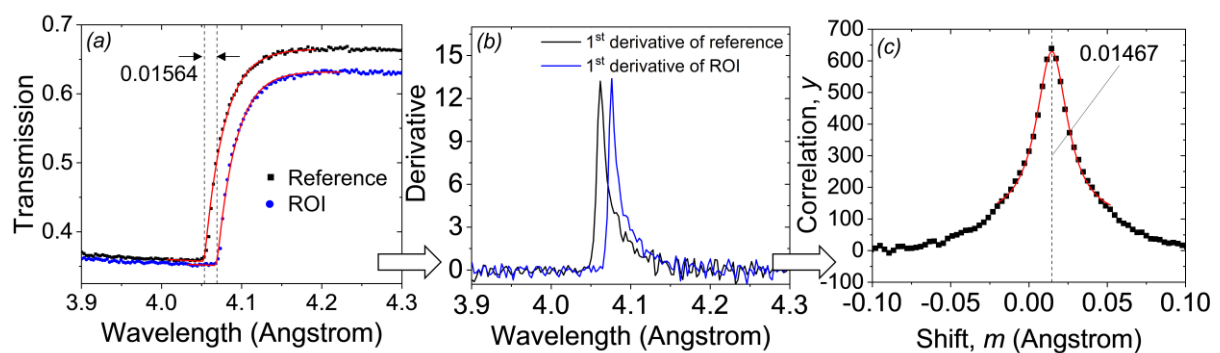 (a)
0.7
0.6
0.5
0.4
Transmission
0.01564
Reference
ROI
3.9 4.0 4.1 4.2 4.3
Wavelength (Angstrom)
(b)
1st derivative of reference
1st derivative of ROI
15
12
9
6
3
0
Derivative
3.9 4.0 4.1 4.2 4.3
Wavelength (Angstrom)
(c)
700
600
500
400
300
200
100
0
-100
Correlation, y
0.01467
-0.10 -0.05 0.00 0.05 0.10
Shift, m (Angstrom)